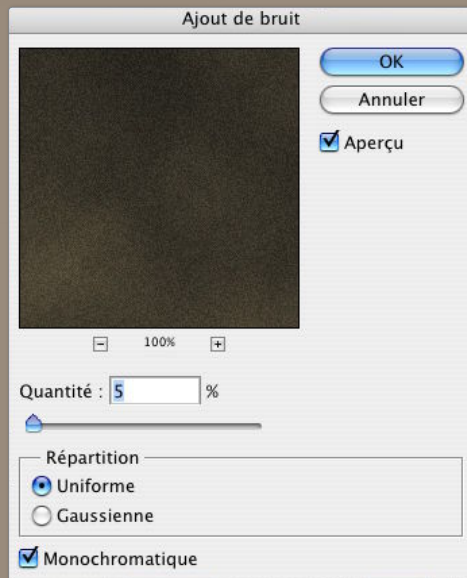 Ajout de bruit
OK
Annuler
Aperçu
100%
Quantité : 5 %
Répartition
Uniforme
Gaussienne
Monochromatique